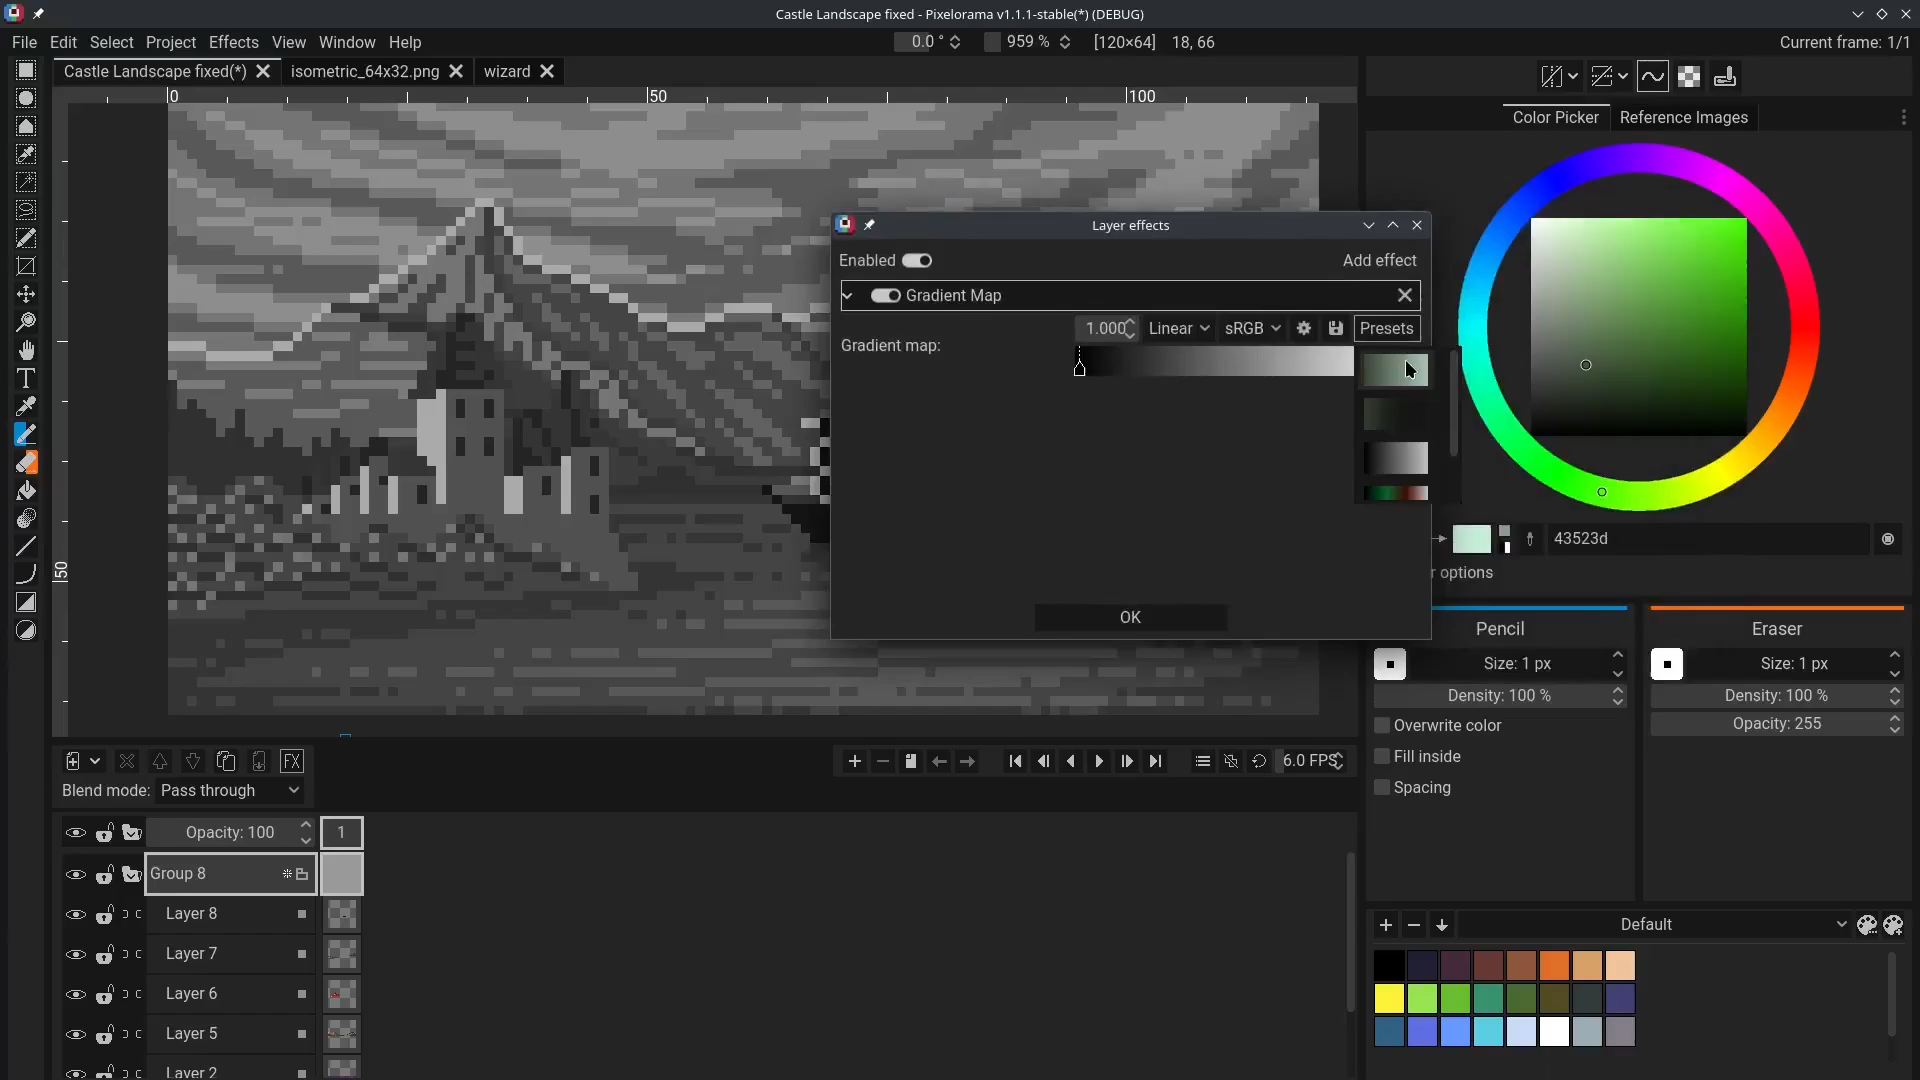 Castle Landscape fixed - Pixelorama v1.1.1-stable(*) (DEBUG)
File Edit Select Project Effects View Window Help
0.0 ° 959 % [120×64] 18, 66
Current frame: 1/1
Castle Landscape fixed(*) isometric_64x32.png wizard
0 50 100
50
Color Picker Reference Images
Layer effects
Enabled Add effect
Gradient Map
1.000 Linear sRGB Presets
Gradient map:
OK
43523d
r options
Pencil
Size: 1 px
Density: 100 %
Overwrite color
Fill inside
Spacing
Eraser
Size: 1 px
Density: 100 %
Opacity: 255
FX
6.0 FPS
Blend mode: Pass through
Opacity: 100 1
Group 8
Layer 8
Layer 7
Layer 6
Layer 5
Layer 2
Default